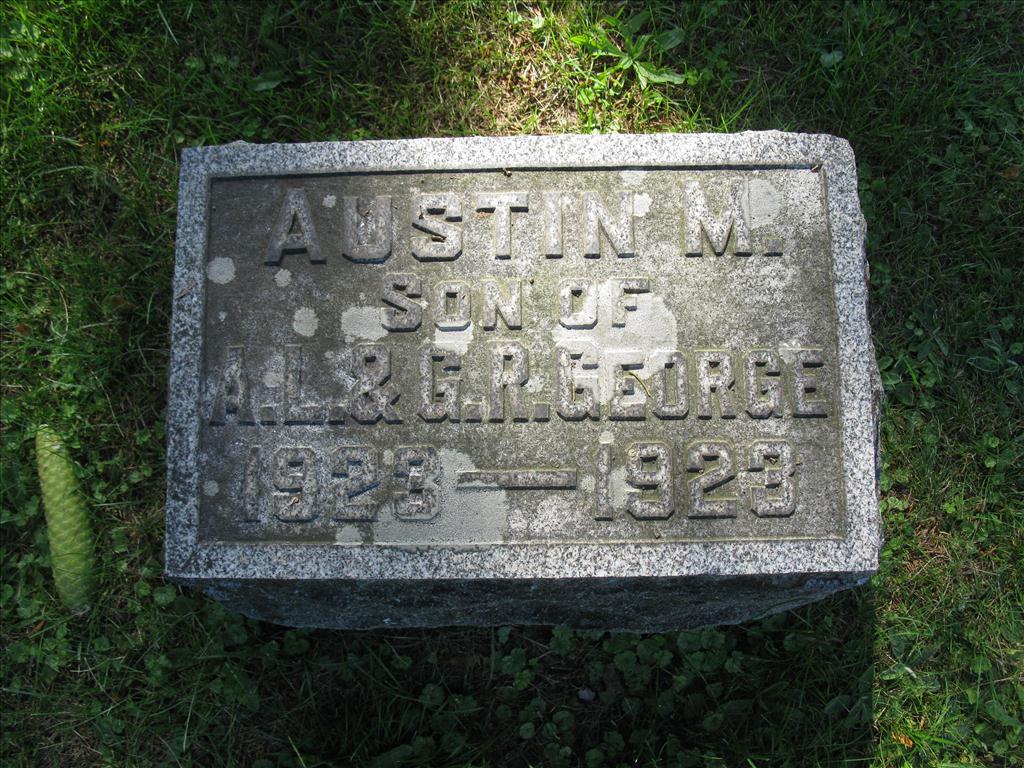 AUSTIN M.
SON OF
A.L. & G.R. GEORGE
1923 — 1923